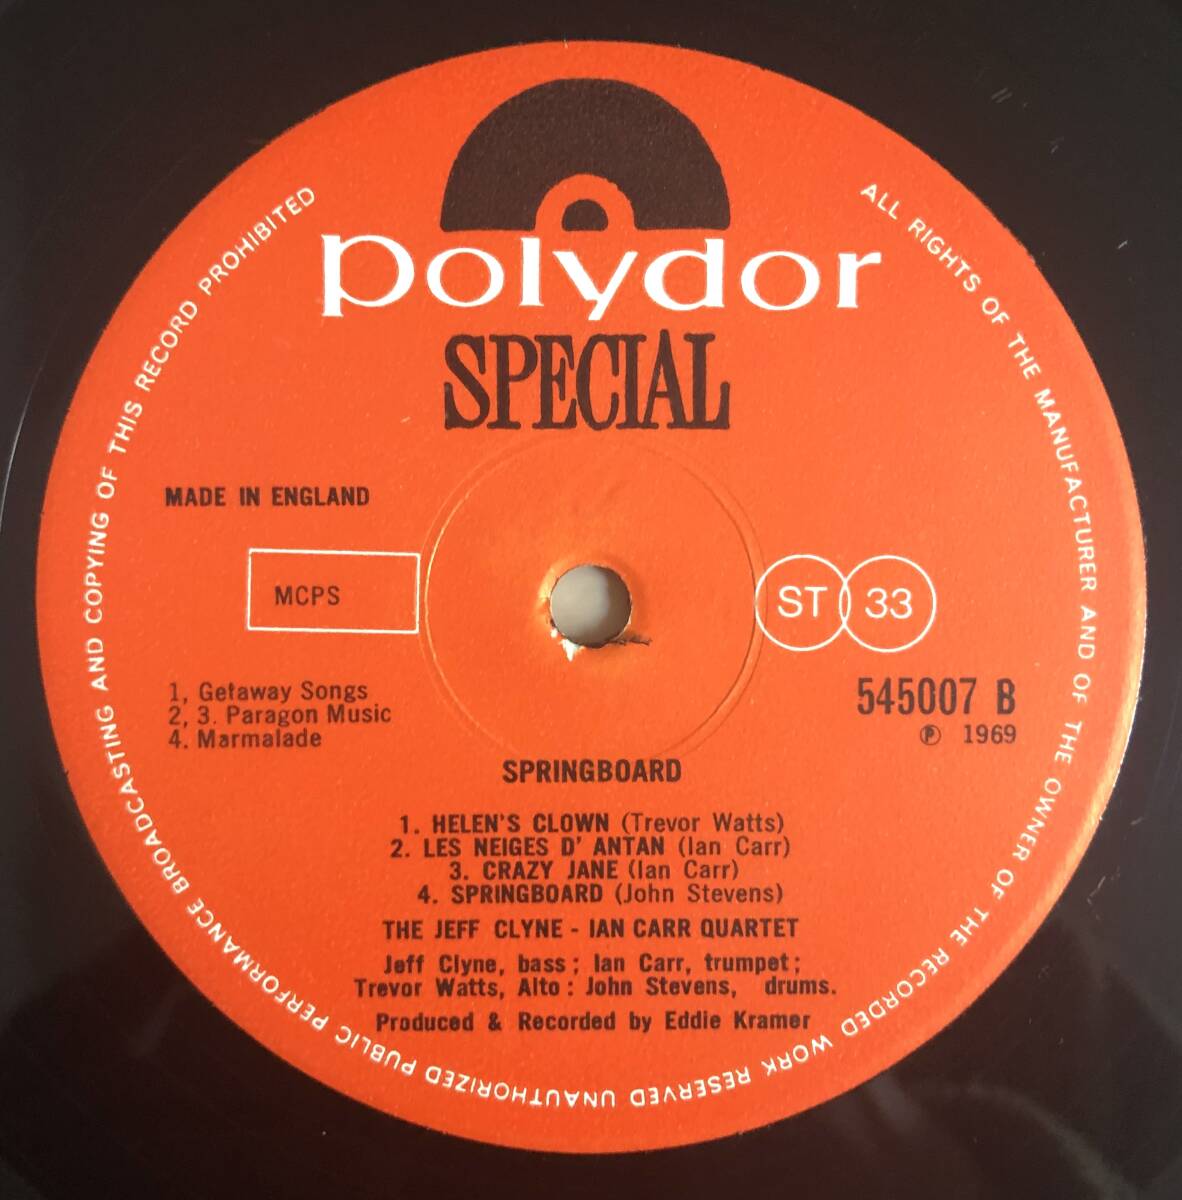 polydor
SPECIAL
MADE IN ENGLAND
MCPS
ST 33
1, Getaway Songs
2, 3. Paragon Music
4. Marmalade
545007 B
℗ 1969
SPRINGBOARD
1. HELEN'S CLOWN (Trevor Watts)
2. LES NEIGES D' ANTAN (Ian Carr)
3. CRAZY JANE (Ian Carr)
4. SPRINGBOARD (John Stevens)
THE JEFF CLYNE - IAN CARR QUARTET
Jeff Clyne, bass; Ian Carr, trumpet;
Trevor Watts, Alto: John Stevens, drums.
Produced & Recorded by Eddie Kramer
ALL RIGHTS OF THE MANUFACTURER AND OF THE OWNER OF THE RECORDED WORK RESERVED UNAUTHORIZED PUBLIC PERFORMANCE BROADCASTING AND COPYING OF THIS RECORD PROHIBITED